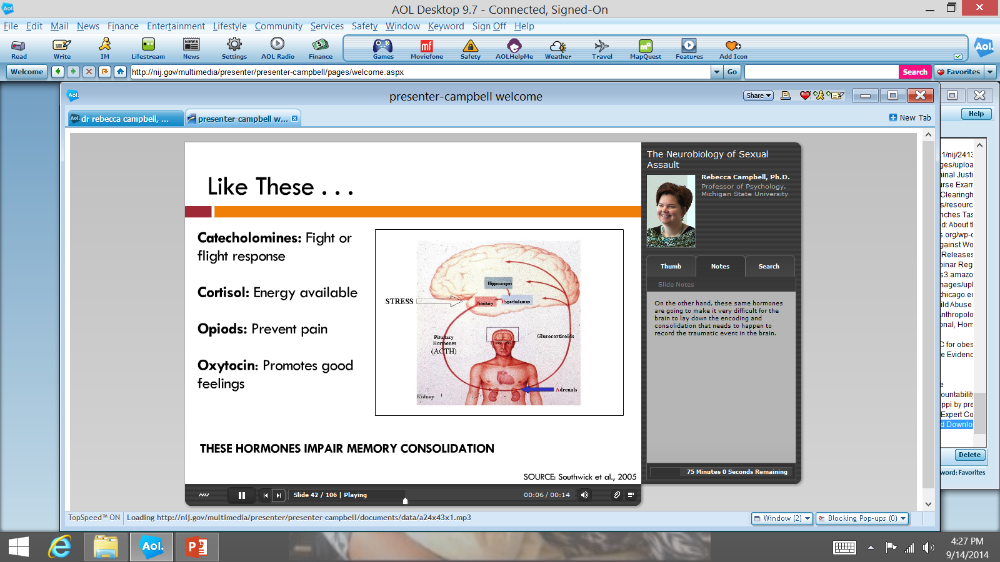 AOL Desktop 9.7 - Connected, Signed-On
File Edit Mail News Finance Entertainment Lifestyle Community Services Safety Window Keyword Sign Off Help
Read Write IM Lifestream News Settings AOL Radio Finance Games Moviefone Safety AOLHelpMe Weather Travel MapQuest Features Add Icon
Aol.
Welcome http://nij.gov/multimedia/presenter/presenter-campbell/pages/welcome.aspx Go Search Favorites
Aol. presenter-campbell welcome Share
Aol. dr rebecca campbell, ... presenter-campbell w... New Tab
Help
Like These . . .
Catecholomines: Fight or
flight response
Cortisol: Energy available
Opiods: Prevent pain
Oxytocin: Promotes good
feelings
STRESS
Hippocampus
Pituitary
Hypothalamus
Pituitary
Hormones
(ACTH)
Glucocorticoids
Adrenals
Kidney
THESE HORMONES IMPAIR MEMORY CONSOLIDATION
SOURCE: Southwick et al., 2005
Slide 42 / 106 | Playing 00:06 / 00:14
The Neurobiology of Sexual
Assault
Rebecca Campbell, Ph.D.
Professor of Psychology,
Michigan State University
Thumb Notes Search
Slide Notes
On the other hand, these same hormones
are going to make it very difficult for the
brain to lay down the encoding and
consolidation that needs to happen to
record the traumatic event in the brain.
75 Minutes 0 Seconds Remaining
1/nij/2413
ges/uploa
ninal Justi
urse Exam
Clearingh
s/resourc
nches Tas
d: About th
s.org/wp-c
gainst Wo
Releases
binar Regi
s3.amazo
mages/upl
chicago.ec
ild Abuse
Anthropolo
onal, Hom
C for obes
e Evidenc
e
ountability
ppi by pre
Expert Co
d Downlo
Delete
word: Favorites
TopSpeed™ ON Loading http://nij.gov/multimedia/presenter/presenter-campbell/documents/data/a24x43x1.mp3 Window (2) Blocking Pop-ups (0)
Aol.
4:27 PM
9/14/2014